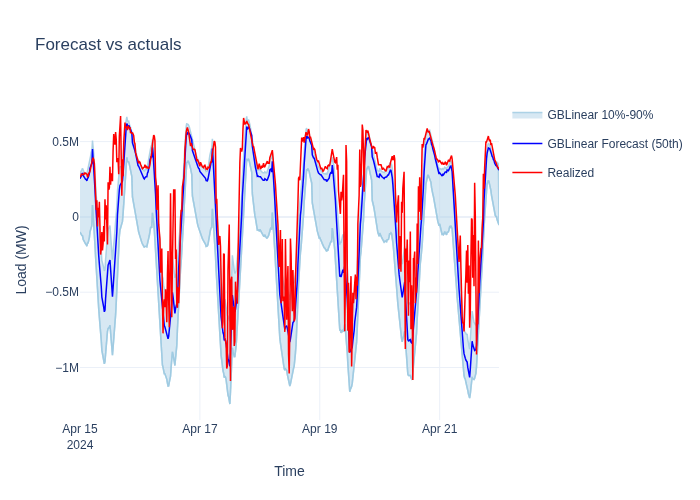 Forecast vs actuals
GBLinear 10%-90%
GBLinear Forecast (50th)
Realized
0.5M
0
−0.5M
−1M
Load (MW)
Apr 15
2024
Apr 17
Apr 19
Apr 21
Time